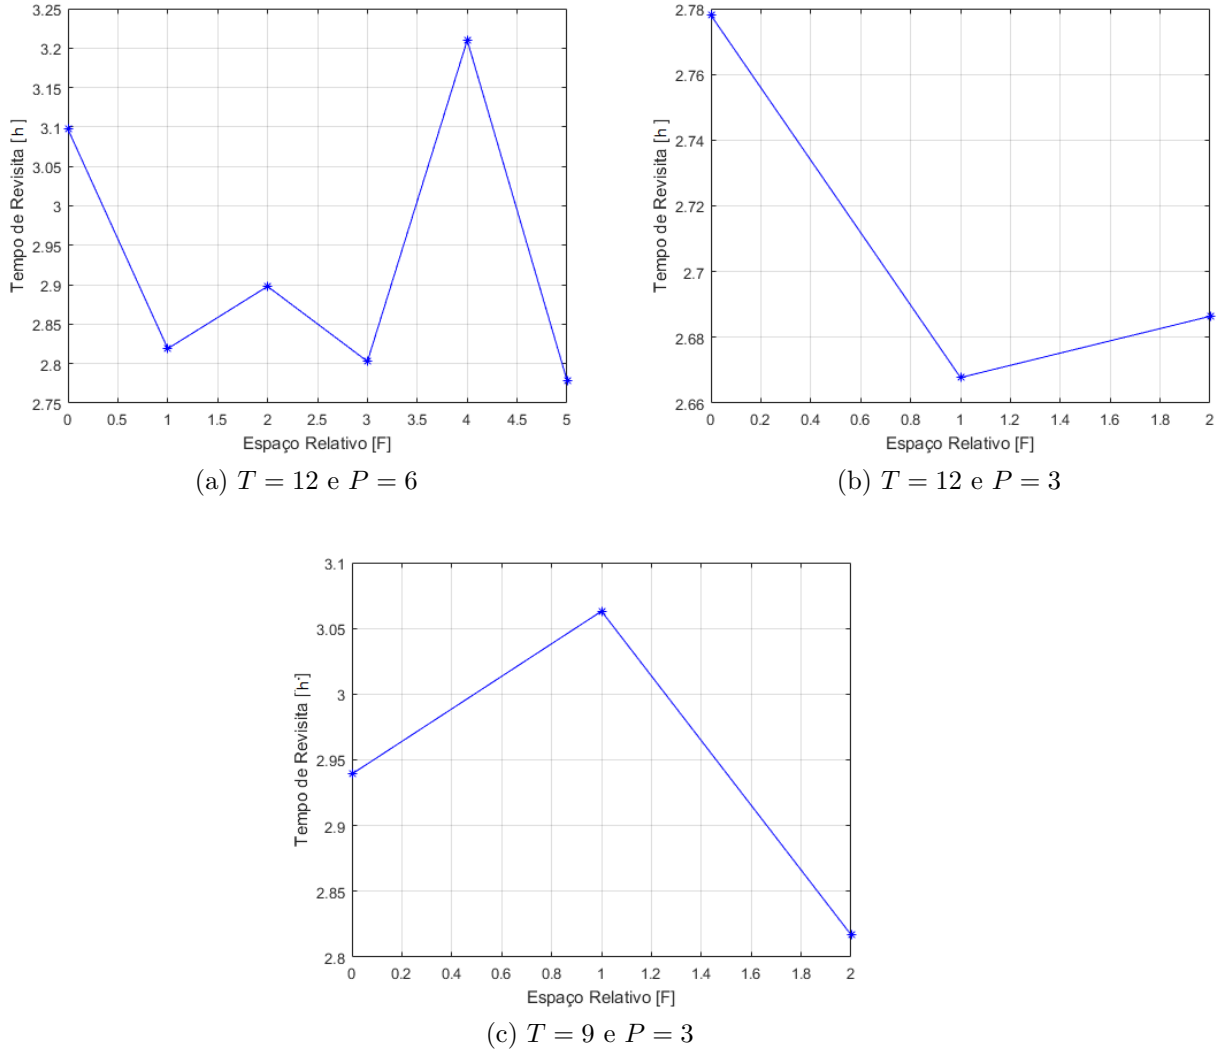 3.25
3.2
3.15
3.1
3.05
3
2.95
2.9
2.85
2.8
2.75
Tempo de Revisita [h]
0 0.5 1 1.5 2 2.5 3 3.5 4 4.5 5
Espaço Relativo [F]
(a) T = 12 e P = 6
2.78
2.76
2.74
2.72
2.7
2.68
2.66
Tempo de Revisita [h]
0 0.2 0.4 0.6 0.8 1 1.2 1.4 1.6 1.8 2
Espaço Relativo [F]
(b) T = 12 e P = 3
3.1
3.05
3
2.95
2.9
2.85
2.8
Tempo de Revisita [h]
0 0.2 0.4 0.6 0.8 1 1.2 1.4 1.6 1.8 2
Espaço Relativo [F]
(c) T = 9 e P = 3